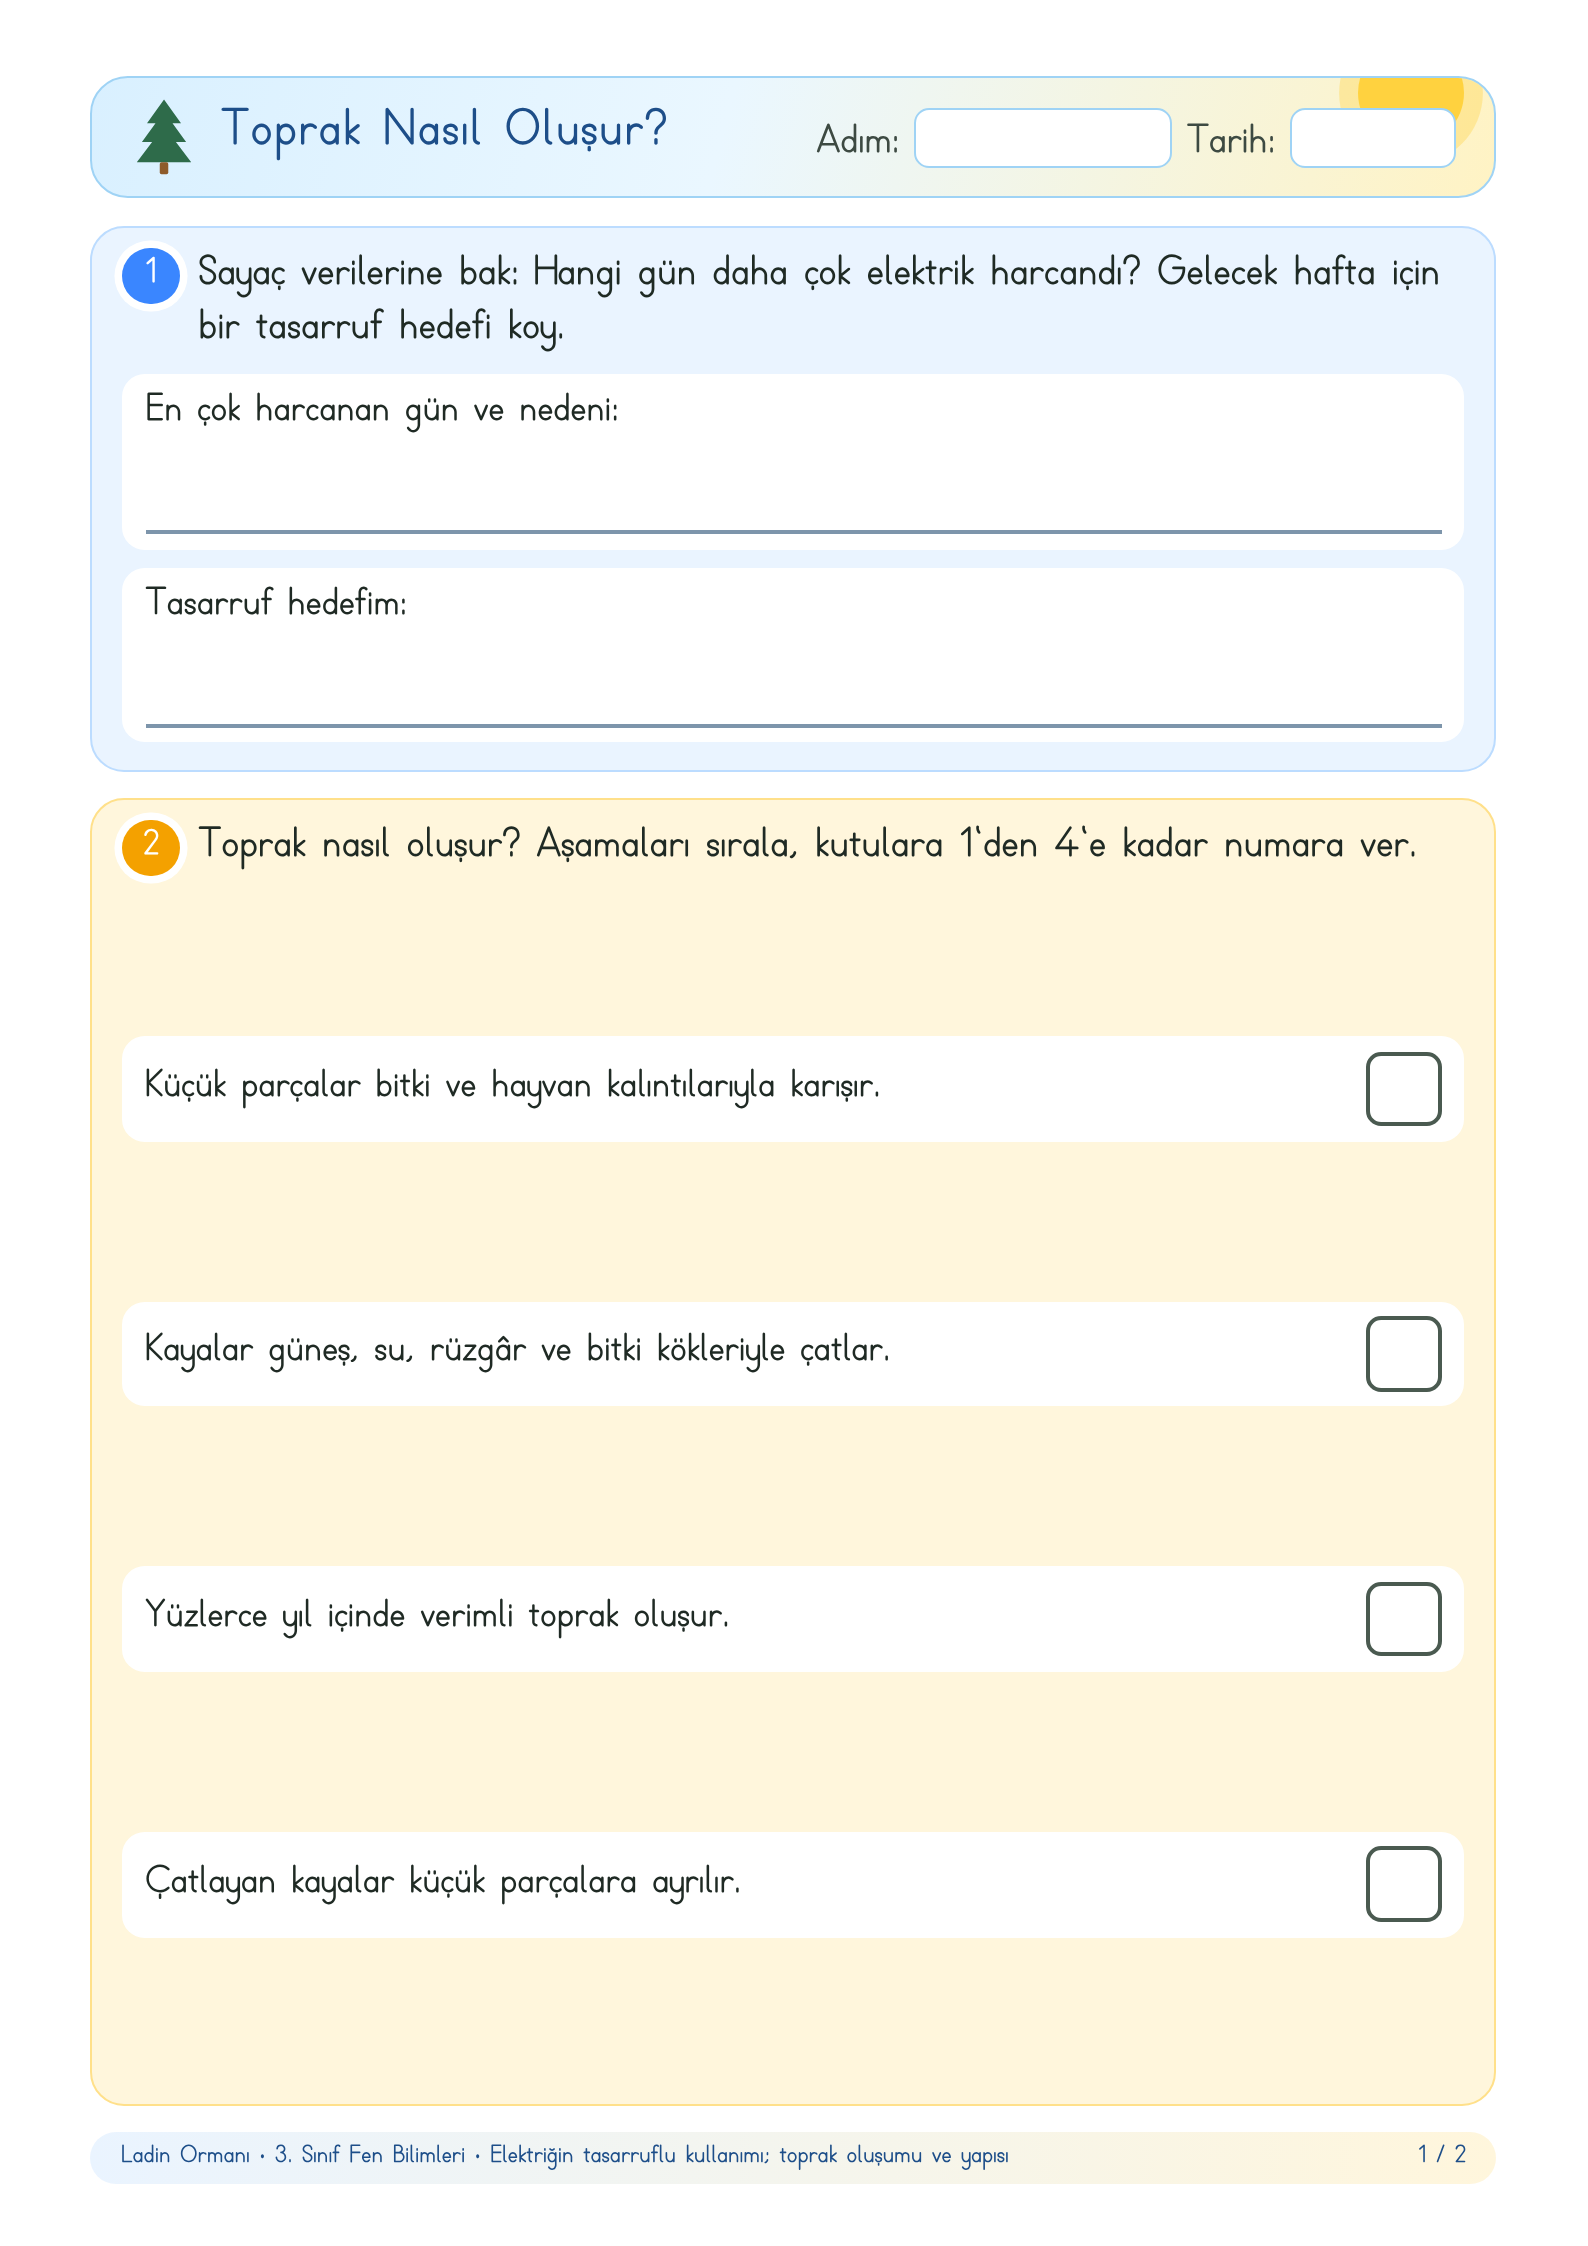 Toprak Nasıl Oluşur?
Adım:
Tarih:
1
Sayaç verilerine bak: Hangi gün daha çok elektrik harcandı? Gelecek hafta için
bir tasarruf hedefi koy.
En çok harcanan gün ve nedeni:
Tasarruf hedefim:
2
Toprak nasıl oluşur? Aşamaları sırala, kutulara 1‘den 4‘e kadar numara ver.
Küçük parçalar bitki ve hayvan kalıntılarıyla karışır.
Kayalar güneş, su, rüzgâr ve bitki kökleriyle çatlar.
Yüzlerce yıl içinde verimli toprak oluşur.
Çatlayan kayalar küçük parçalara ayrılır.
Ladin Ormanı • 3. Sınıf Fen Bilimleri • Elektriğin tasarruflu kullanımı; toprak oluşumu ve yapısı
1 / 2